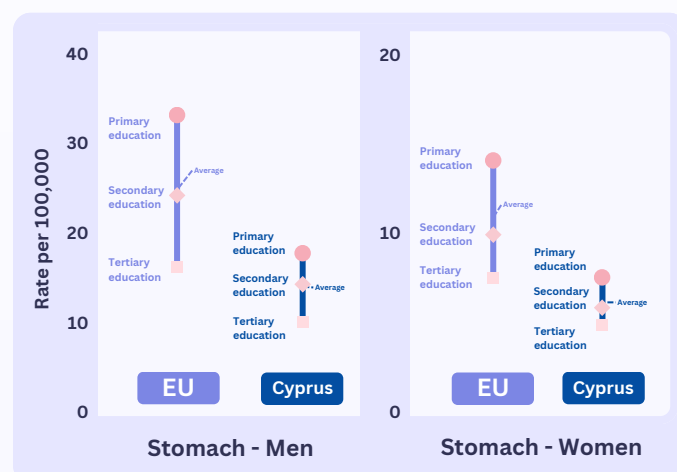 Rate per 100,000
40
30
20
10
0
Primary
education
Average
Secondary
education
Tertiary
education
Primary
education
Secondary
education
Average
Tertiary
education
EU
Cyprus
Stomach - Men
20
10
0
Primary
education
Average
Secondary
education
Tertiary
education
Primary
education
Secondary
education
Average
Tertiary
education
EU
Cyprus
Stomach - Women